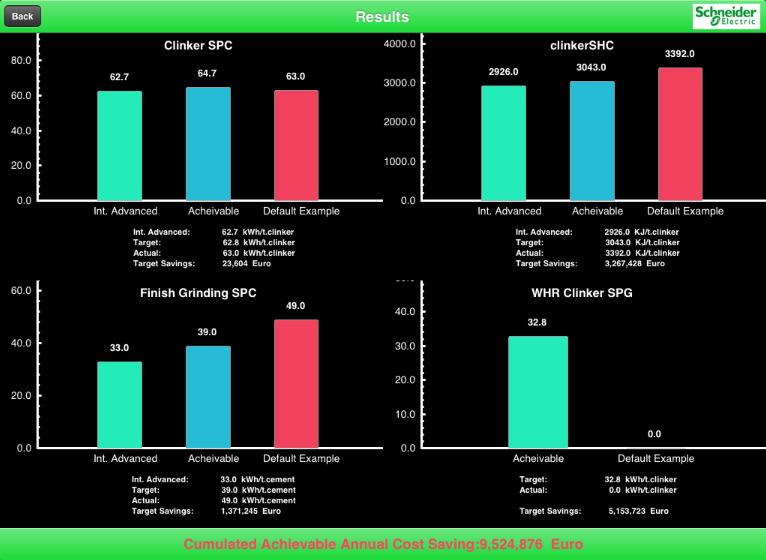 Back
Results
Schneider
Electric
Clinker SPC
80.0
60.0
40.0
20.0
0.0
62.7
64.7
63.0
Int. Advanced
Acheivable
Default Example
Int. Advanced: 62.7 kWh/t.clinker
Target: 62.8 kWh/t.clinker
Actual: 63.0 kWh/t.clinker
Target Savings: 23,604 Euro
clinkerSHC
4000.0
3000.0
2000.0
1000.0
0.0
2926.0
3043.0
3392.0
Int. Advanced
Acheivable
Default Example
Int. Advanced: 2926.0 KJ/t.clinker
Target: 3043.0 KJ/t.clinker
Actual: 3392.0 KJ/t.clinker
Target Savings: 3,267,428 Euro
Finish Grinding SPC
60.0
40.0
20.0
0.0
33.0
39.0
49.0
Int. Advanced
Acheivable
Default Example
Int. Advanced: 33.0 kWh/t.cement
Target: 39.0 kWh/t.cement
Actual: 49.0 kWh/t.cement
Target Savings: 1,371,245 Euro
WHR Clinker SPG
40.0
30.0
20.0
10.0
0.0
32.8
0.0
Acheivable
Default Example
Target: 32.8 kWh/t.clinker
Actual: 0.0 kWh/t.clinker
Target Savings: 5,153,723 Euro
Cumulated Achievable Annual Cost Saving:9,524,876 Euro